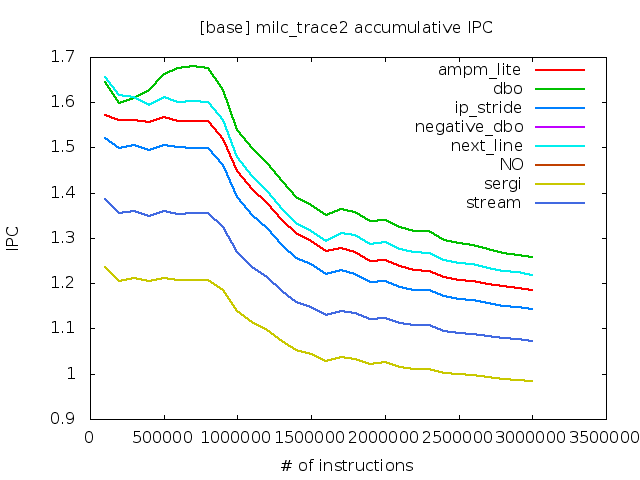 [base] milc_trace2 accumulative IPC
1.7
1.6
1.5
1.4
1.3
1.2
1.1
1
0.9
IPC
ampm_lite
dbo
ip_stride
negative_dbo
next_line
NO
sergi
stream
0 500000 1000000 1500000 2000000 2500000 3000000 3500000
# of instructions